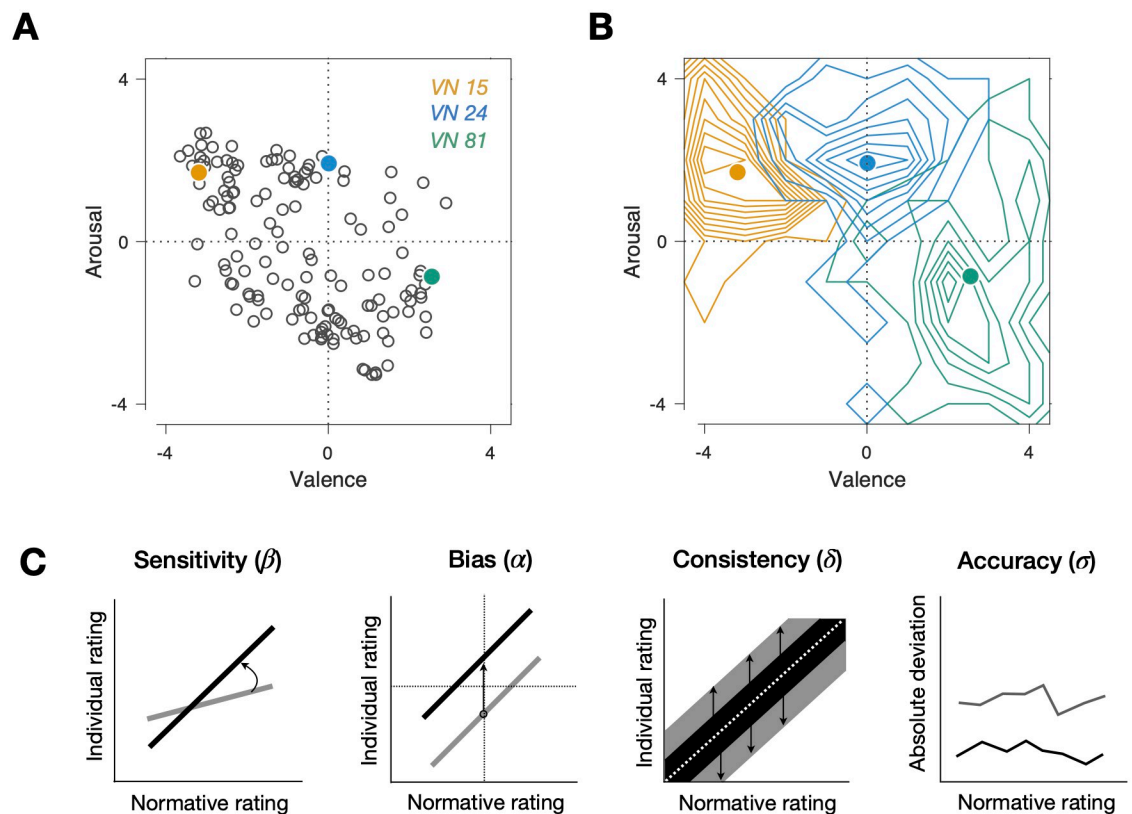 A
B
VN 15
VN 24
VN 81
4
0
-4
Arousal
-4
0
4
Valence
4
0
-4
Arousal
-4
0
4
Valence
C
Sensitivity (β)
Bias (α)
Consistency (δ)
Accuracy (σ)
Individual rating
Normative rating
Individual rating
Normative rating
Individual rating
Normative rating
Absolute deviation
Normative rating